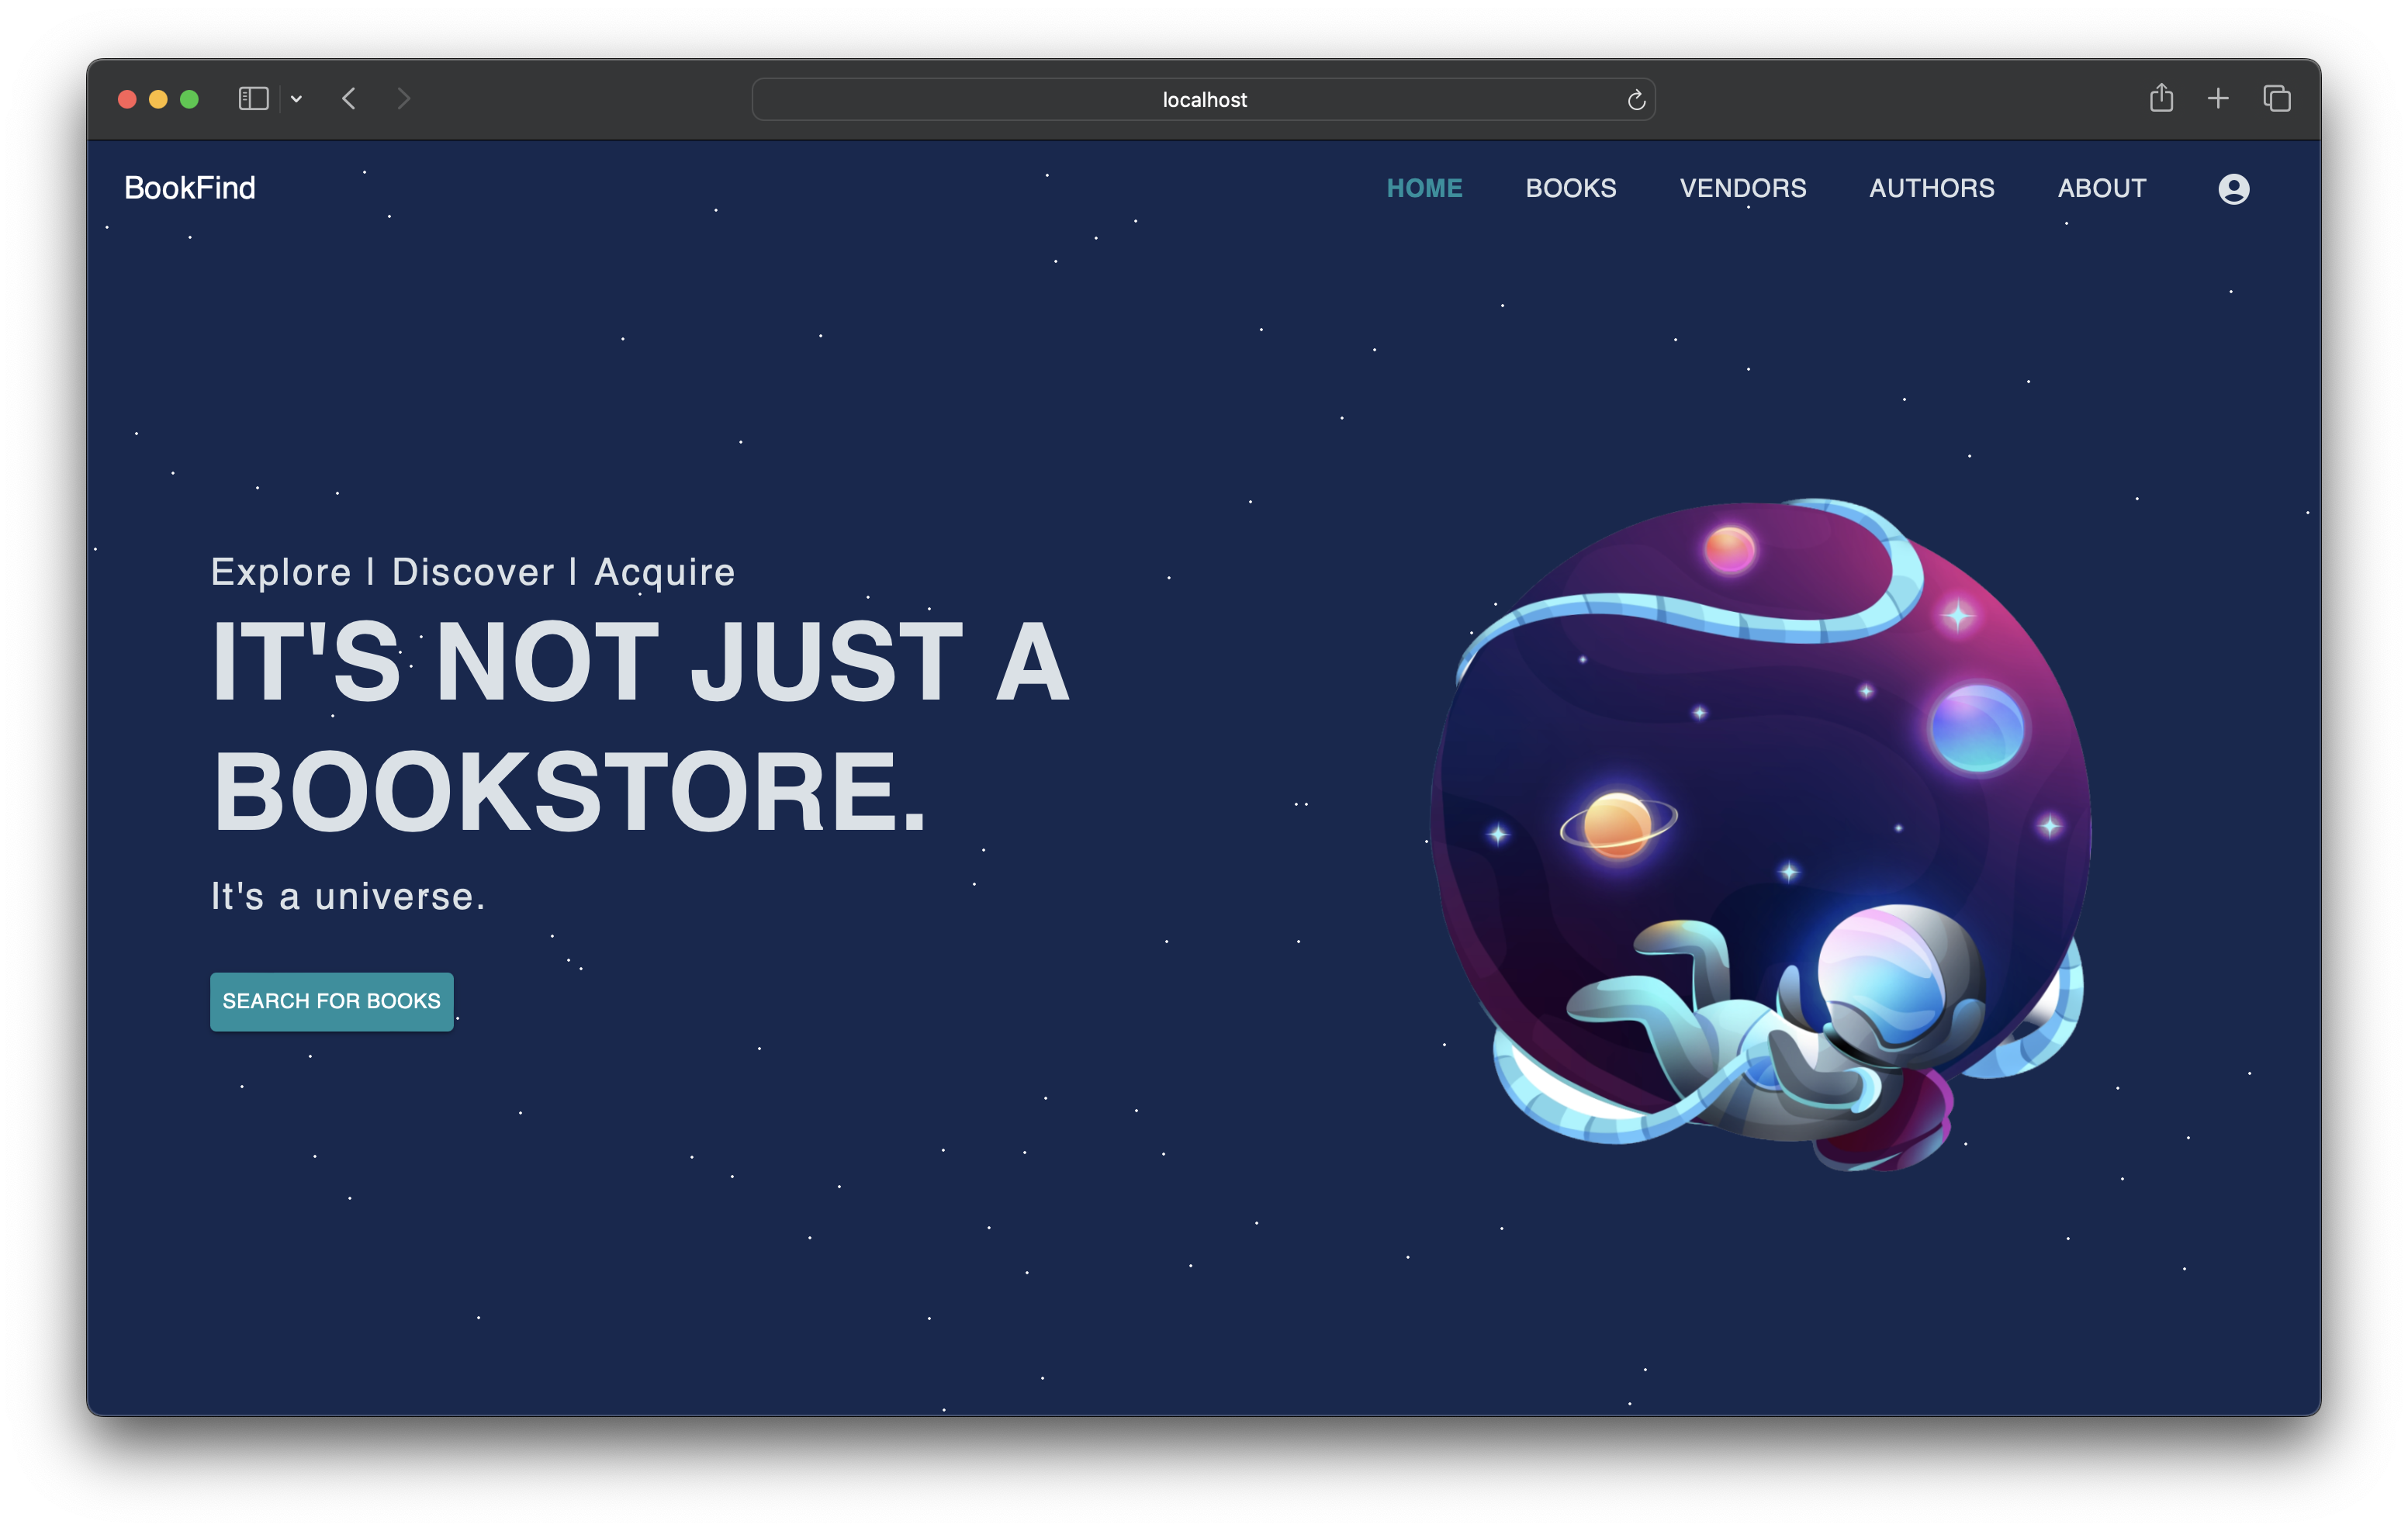 localhost
BookFind
HOME BOOKS VENDORS AUTHORS ABOUT
Explore | Discover | Acquire
IT'S NOT JUST A
BOOKSTORE.
It's a universe.
SEARCH FOR BOOKS